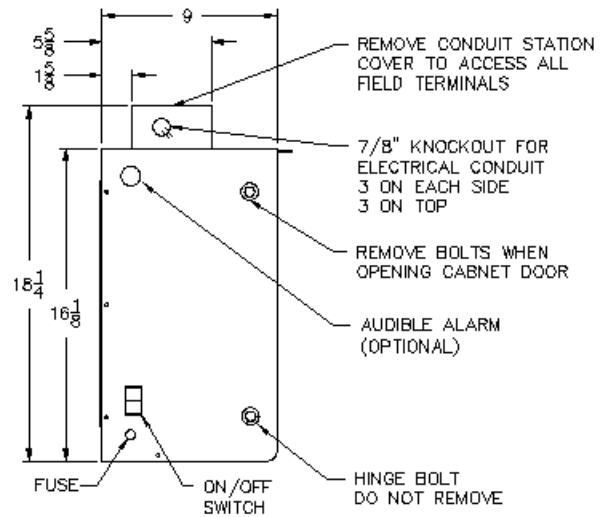 9
5 5/8
1 5/8
REMOVE CONDUIT STATION
COVER TO ACCESS ALL
FIELD TERMINALS
7/8" KNOCKOUT FOR
ELECTRICAL CONDUIT
3 ON EACH SIDE
3 ON TOP
REMOVE BOLTS WHEN
OPENING CABNET DOOR
18 1/4
16 1/8
AUDIBLE ALARM
(OPTIONAL)
FUSE
ON/OFF
SWITCH
HINGE BOLT
DO NOT REMOVE